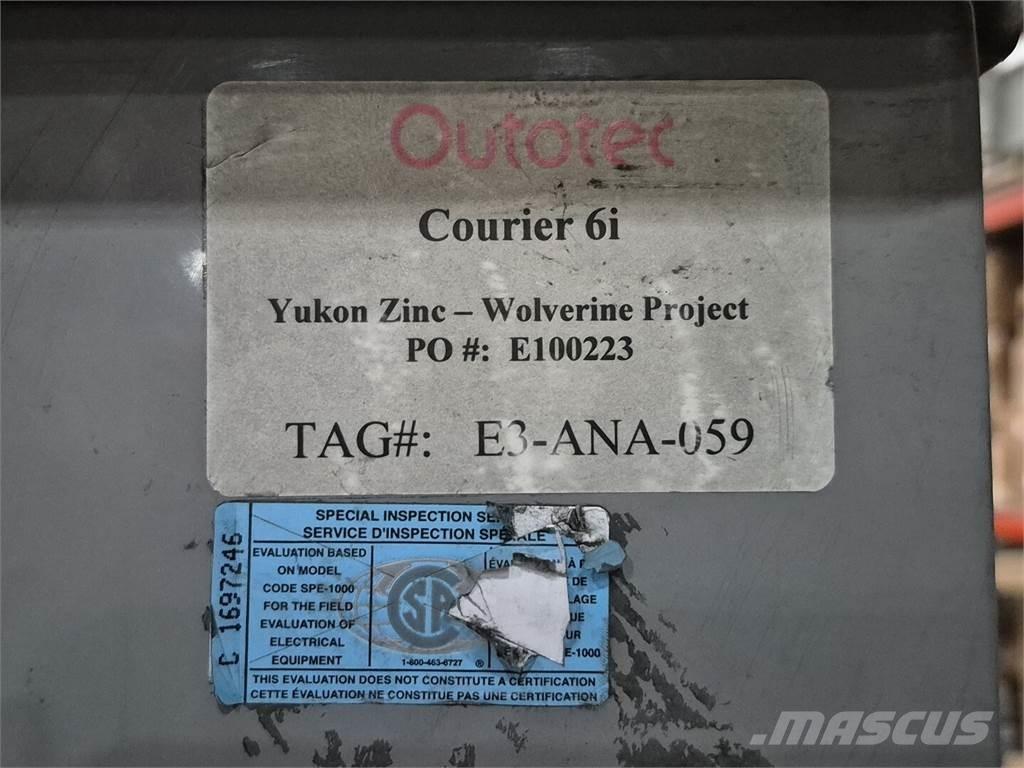 Outotec
Courier 6i
Yukon Zinc – Wolverine Project
PO #: E100223
TAG#: E3-ANA-059
C 1697246
SPECIAL INSPECTION
SERVICE D'INSPECTION
EVALUATION BASED
ON MODEL
CODE SPE-1000
FOR THE FIELD
EVALUATION OF
ELECTRICAL
EQUIPMENT
CSA
1-800-463-6727 ®
À
DE
THIS EVALUATION DOES NOT CONSTITUTE A CERTIFICATION
CETTE ÉVALUATION NE CONSTITUE PAS UNE CERTIFICATION
MASCUS